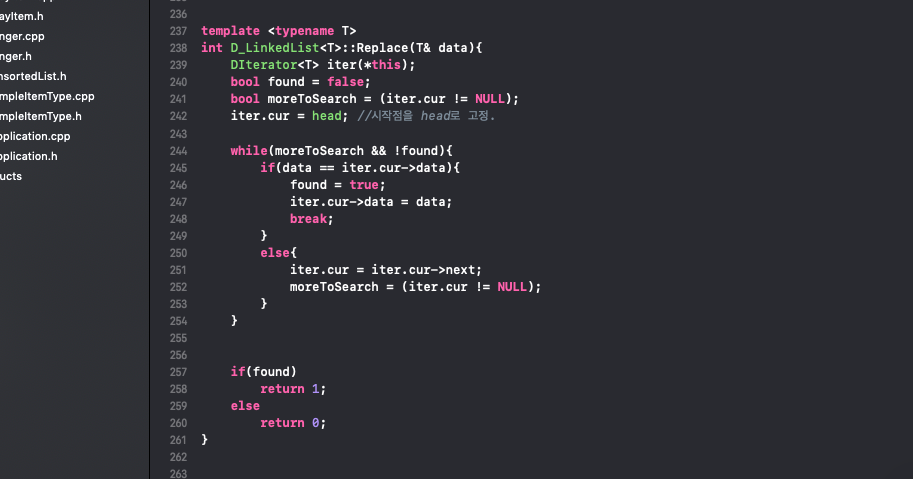 ayItem.h
nger.cpp
nger.h
nsortedList.h
mpleItemType.cpp
mpleItemType.h
pplication.cpp
pplication.h
ucts
236
237 template <typename T>
238 int D_LinkedList<T>::Replace(T& data){
239 DIterator<T> iter(*this);
240 bool found = false;
241 bool moreToSearch = (iter.cur != NULL);
242 iter.cur = head; //시작점을 head로 고정.
243
244 while(moreToSearch && !found){
245 if(data == iter.cur->data){
246 found = true;
247 iter.cur->data = data;
248 break;
249 }
250 else{
251 iter.cur = iter.cur->next;
252 moreToSearch = (iter.cur != NULL);
253 }
254 }
255
256
257 if(found)
258 return 1;
259 else
260 return 0;
261 }
262
263